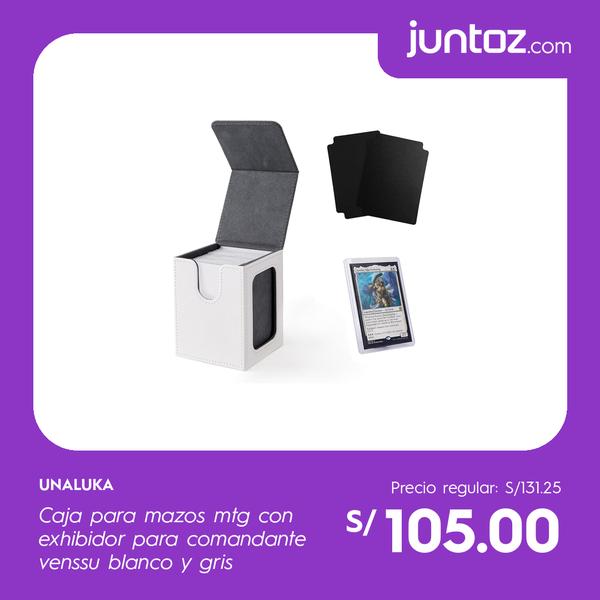 juntoz.com
UNALUKA
Caja para mazos mtg con
exhibidor para comandante
venssu blanco y gris
Precio regular: S/131.25
S/105.00